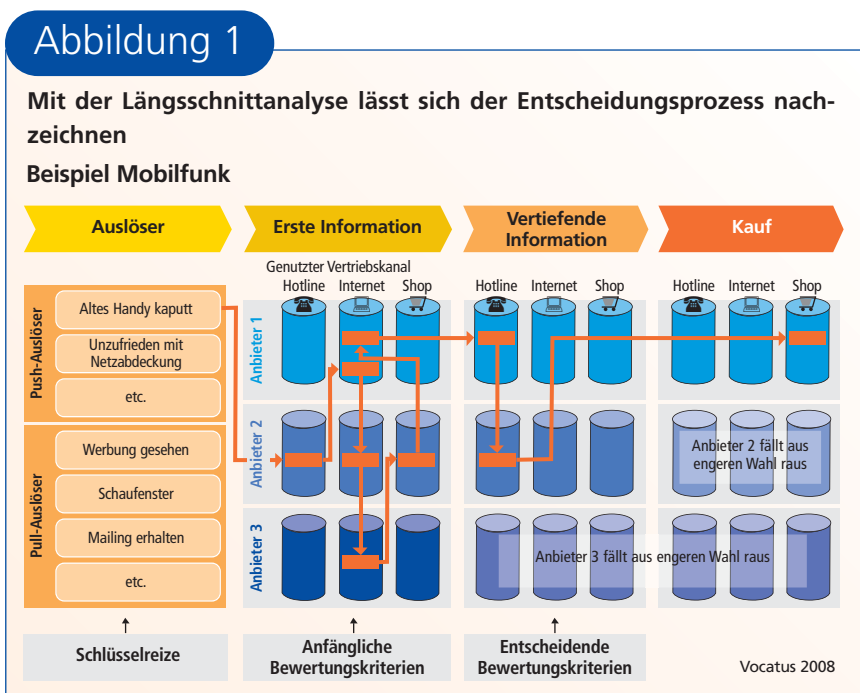 Abbildung 1
Mit der Längsschnittanalyse lässt sich der Entscheidungsprozess nach-
zeichnen
Beispiel Mobilfunk
Auslöser
Erste Information
Vertiefende
Information
Kauf
Genutzter Vertriebskanal
Hotline Internet Shop
Hotline Internet Shop
Hotline Internet Shop
Push-Auslöser
Altes Handy kaputt
Unzufrieden mit
Netzabdeckung
etc.
Pull-Auslöser
Werbung gesehen
Schaufenster
Mailing erhalten
etc.
Anbieter 1
Anbieter 2
Anbieter 3
Anbieter 2 fällt aus
engeren Wahl raus
Anbieter 3 fällt aus engeren Wahl raus
Schlüsselreize
Anfängliche
Bewertungskriterien
Entscheidende
Bewertungskriterien
Vocatus 2008